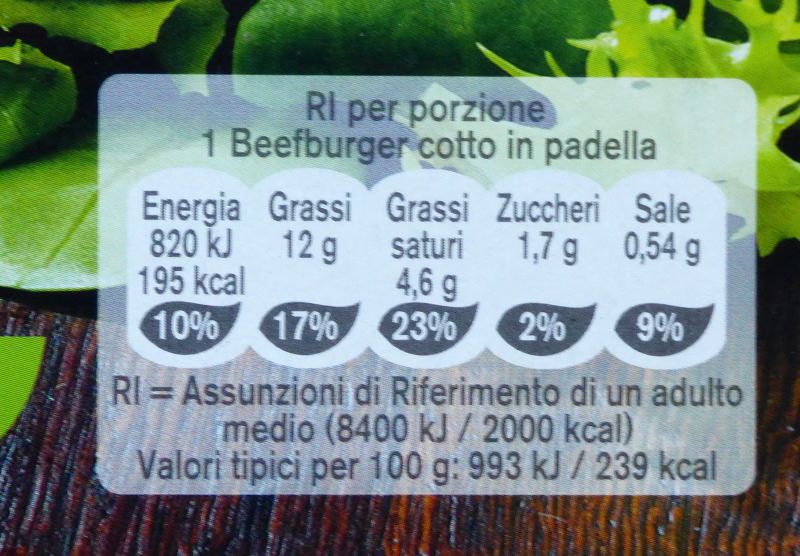 RI per porzione
1 Beefburger cotto in padella
Energia Grassi Grassi Zuccheri Sale
820 kJ 12 g saturi 1,7 g 0,54 g
195 kcal 4,6 g
10% 17% 23% 2% 9%
RI = Assunzioni di Riferimento di un adulto
medio (8400 kJ / 2000 kcal)
Valori tipici per 100 g: 993 kJ / 239 kcal